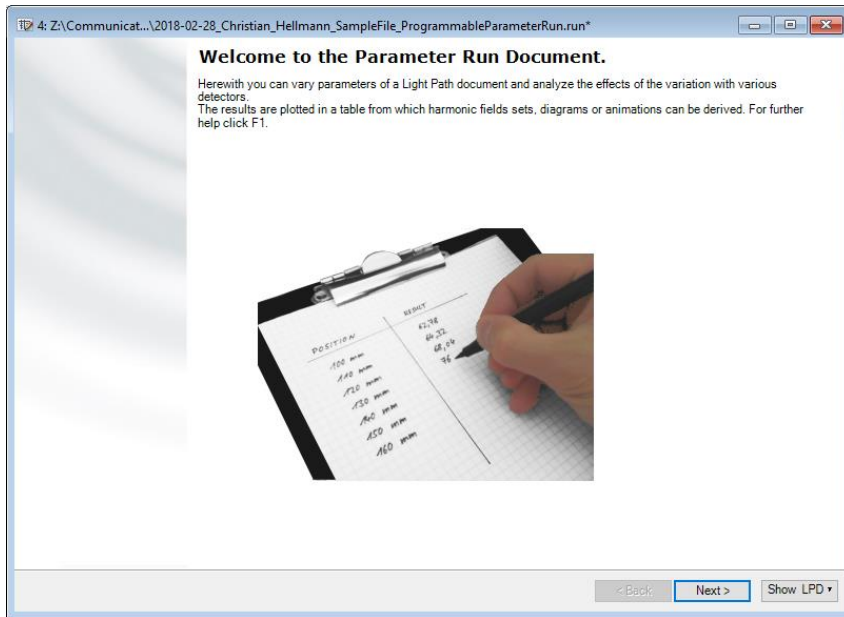 4: Z:\Communicat...\2018-02-28_Christian_Hellmann_SampleFile_ProgrammableParameterRun.run*
Welcome to the Parameter Run Document.
Herewith you can vary parameters of a Light Path document and analyze the effects of the variation with various
detectors.
The results are plotted in a table from which harmonic fields sets, diagrams or animations can be derived. For further
help click F1.
POSITION RESULT
100 mm 62,78
110 mm 64,32
120 mm 68,04
130 mm 76
140 mm
150 mm
160 mm
< Back Next > Show LPD